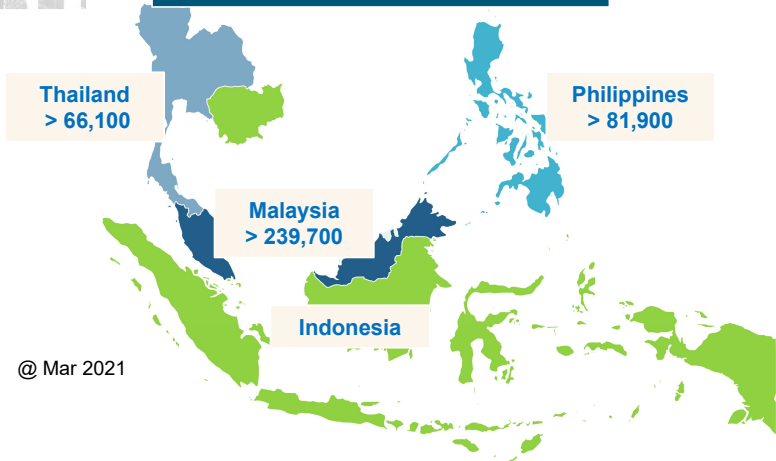 Thailand
> 66,100
Philippines
> 81,900
Malaysia
> 239,700
Indonesia
@ Mar 2021